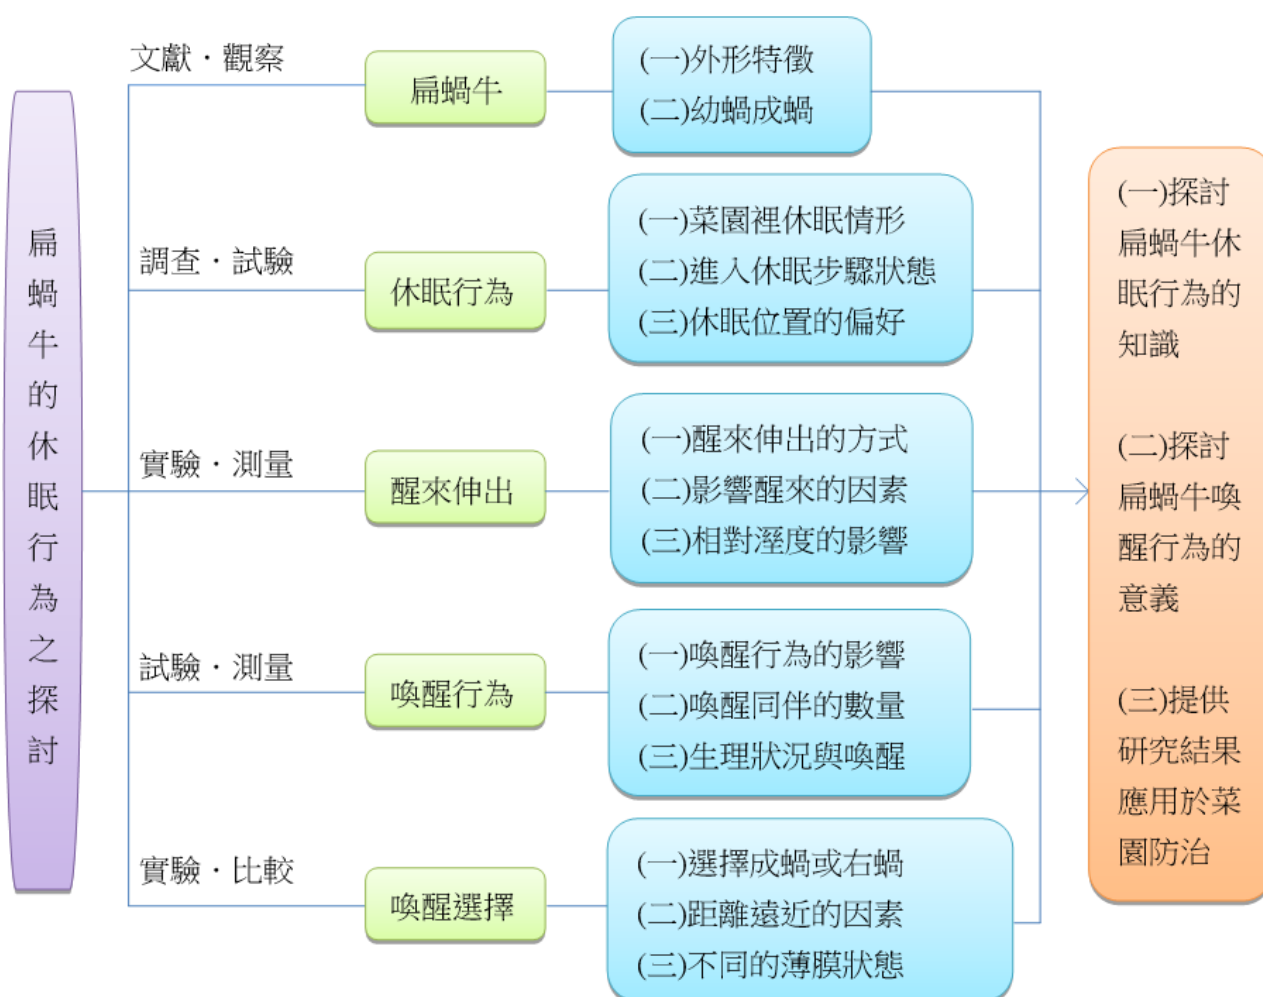 扁蝸牛的休眠行為之探討
文獻．觀察
扁蝸牛
(一)外形特徵
(二)幼蝸成蝸
調查．試驗
休眠行為
(一)菜園裡休眠情形
(二)進入休眠步驟狀態
(三)休眠位置的偏好
實驗．測量
醒來伸出
(一)醒來伸出的方式
(二)影響醒來的因素
(三)相對溼度的影響
試驗．測量
喚醒行為
(一)喚醒行為的影響
(二)喚醒同伴的數量
(三)生理狀況與喚醒
實驗．比較
喚醒選擇
(一)選擇成蝸或右蝸
(二)距離遠近的因素
(三)不同的薄膜狀態
(一)探討
扁蝸牛休
眠行為的
知識
(二)探討
扁蝸牛喚
醒行為的
意義
(三)提供
研究結果
應用於菜
園防治